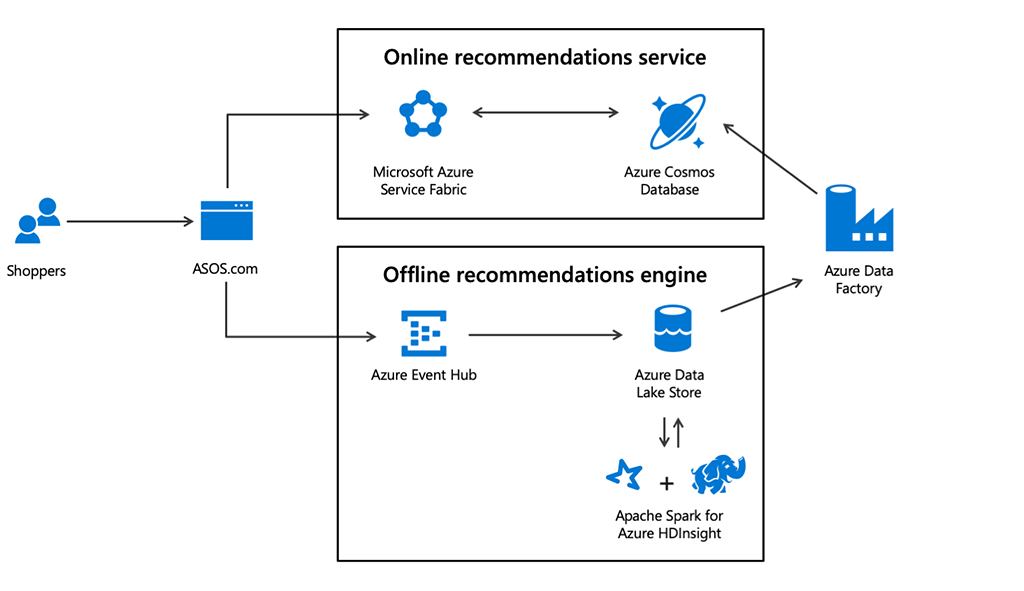 Online recommendations service
Microsoft Azure
Service Fabric
Azure Cosmos
Database
Shoppers
ASOS.com
Azure Data
Factory
Offline recommendations engine
Azure Event Hub
Azure Data
Lake Store
+
Apache Spark for
Azure HDInsight